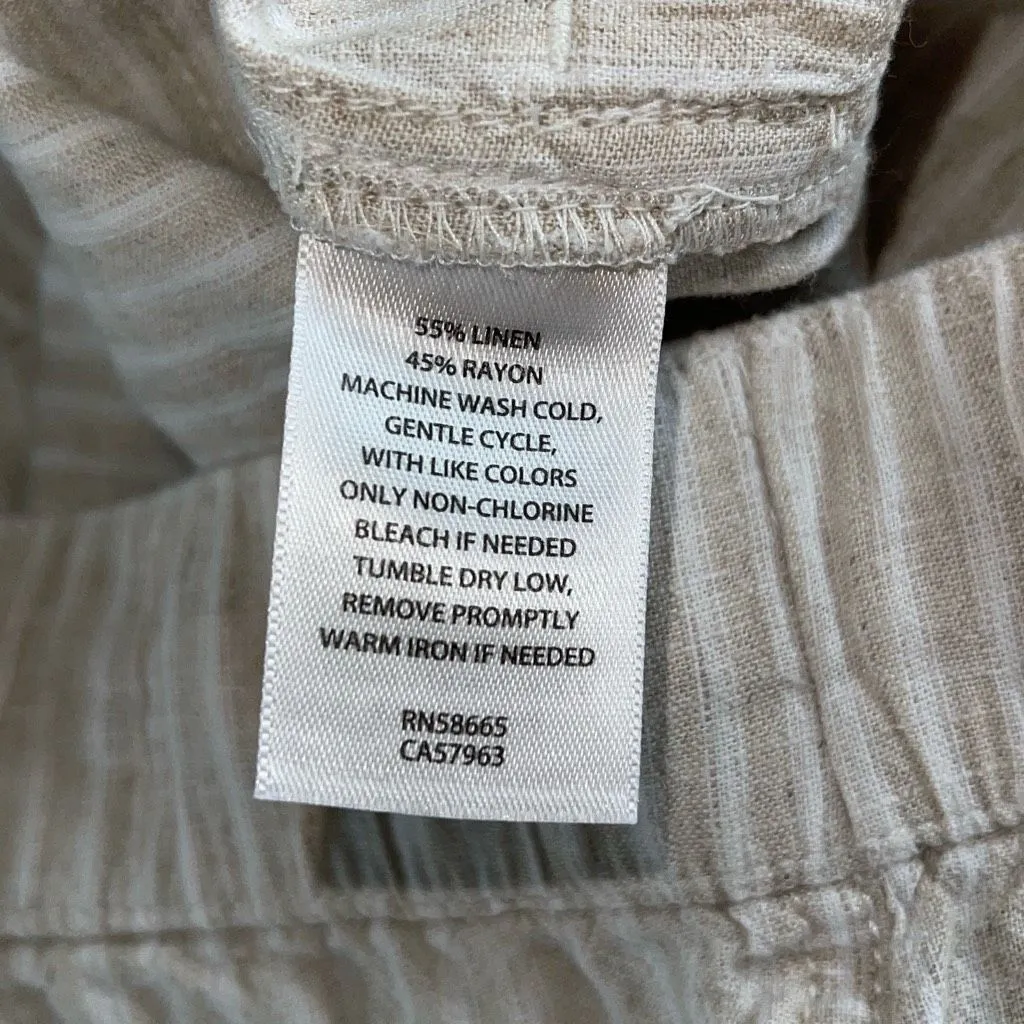 55% LINEN
45% RAYON
MACHINE WASH COLD,
GENTLE CYCLE,
WITH LIKE COLORS
ONLY NON-CHLORINE
BLEACH IF NEEDED
TUMBLE DRY LOW,
REMOVE PROMPTLY
WARM IRON IF NEEDED
RN58665
CA57963